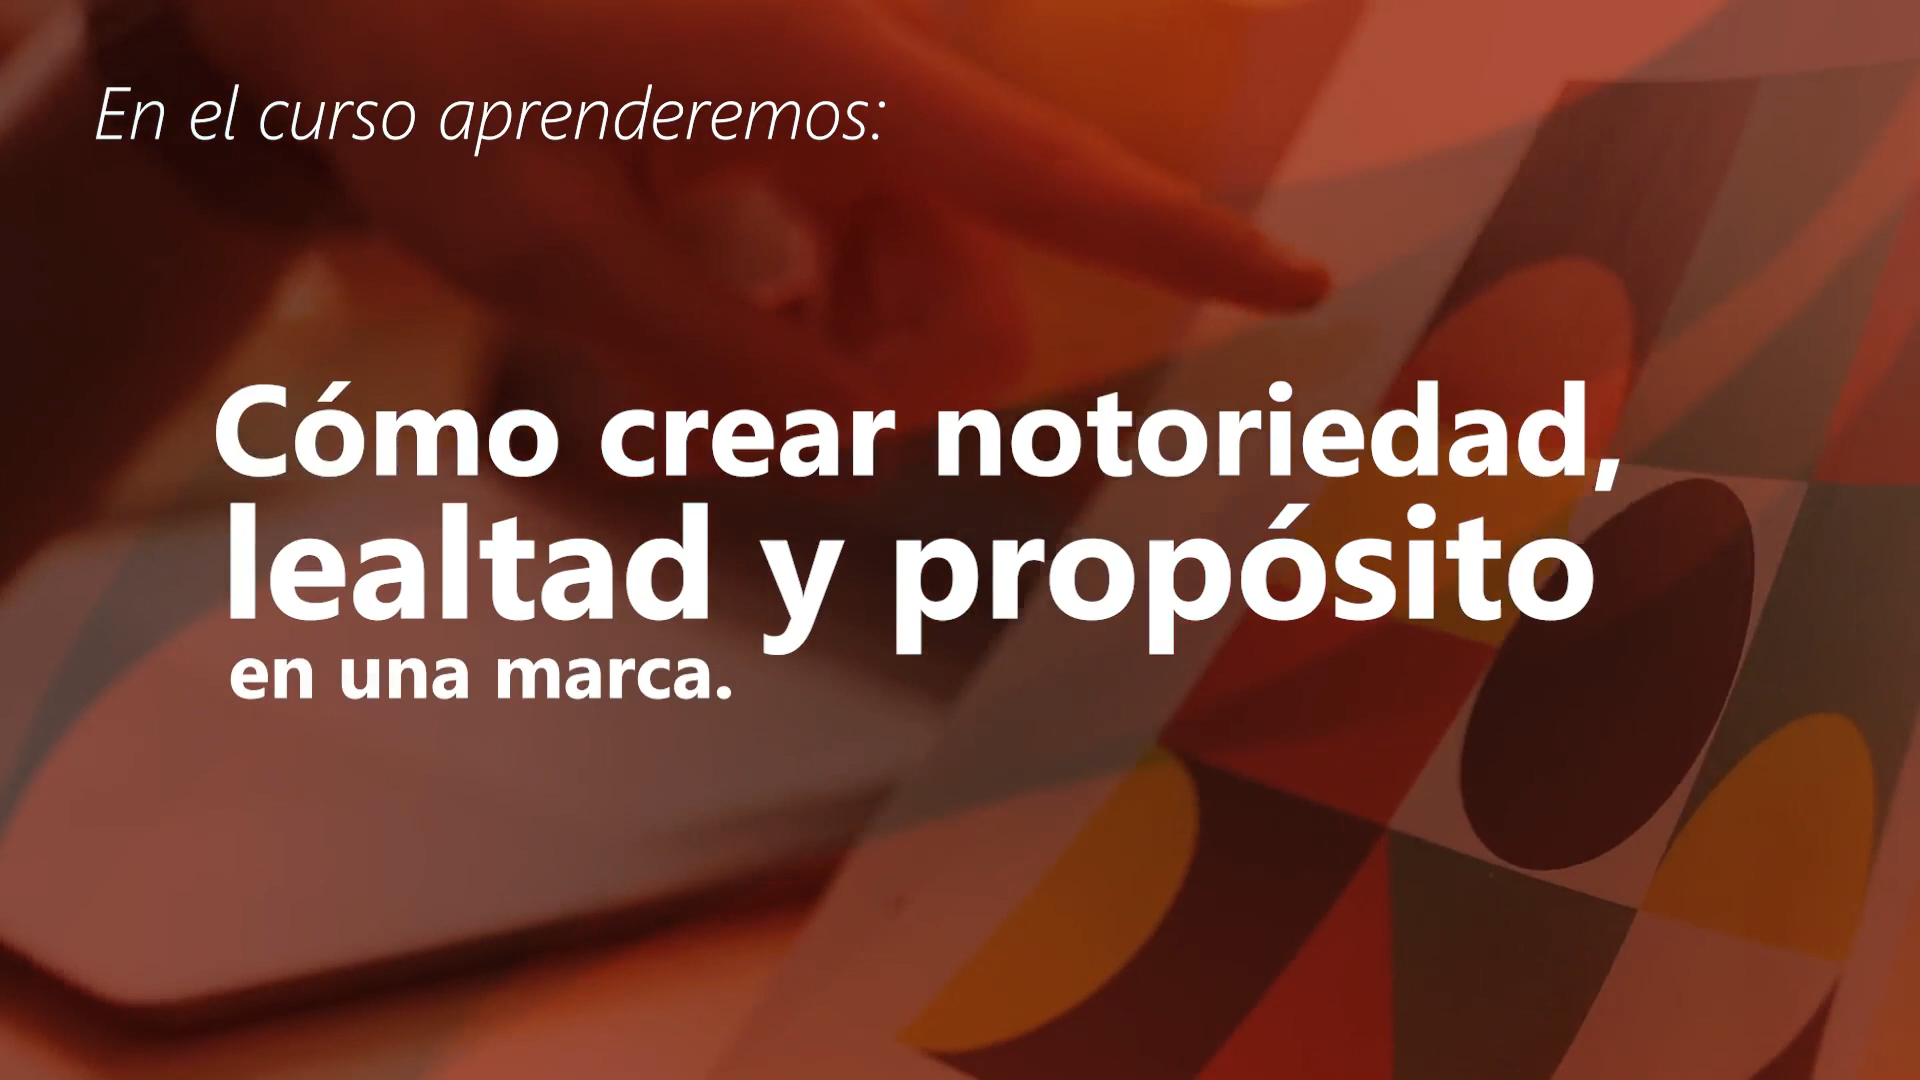 En el curso aprenderemos:
Cómo crear notoriedad,
lealtad y propósito
en una marca.